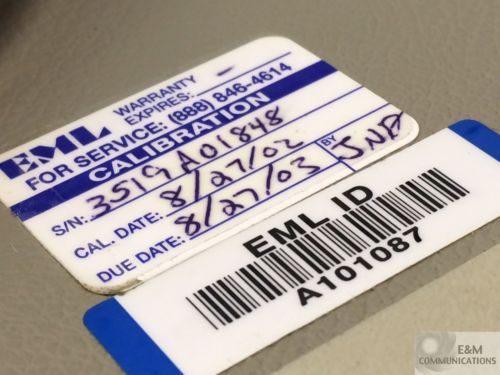 EML WARRANTY
EXPIRES: -
FOR SERVICE: (888) 846-4614
CALIBRATION
S/N: 3519A01848
CAL. DATE: 8/27/02 BY JNA
DUE DATE: 8/27/03
EML ID
A101087
E&M
COMMUNICATIONS